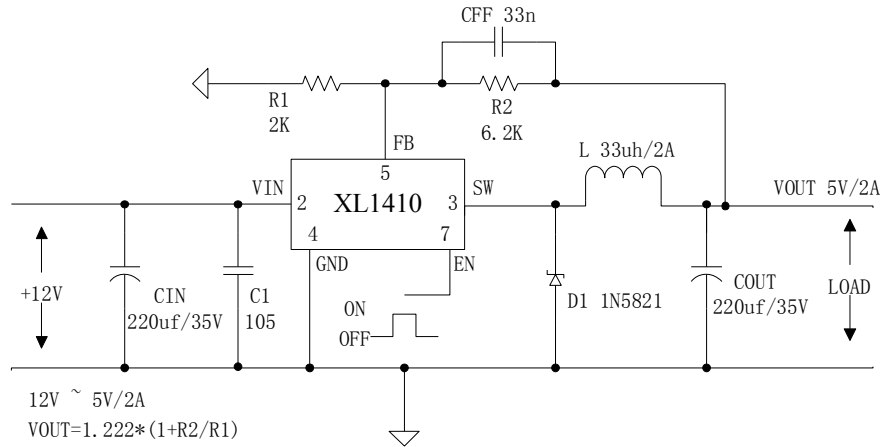 CFF 33n
R1
2K
R2
6.2K
FB
5
L 33uh/2A
VIN
2
XL1410
3
SW
VOUT 5V/2A
4
7
GND
EN
+12V
CIN
220uf/35V
C1
105
ON
OFF
D1 1N5821
COUT
220uf/35V
LOAD
12V ~ 5V/2A
VOUT=1.222*(1+R2/R1)